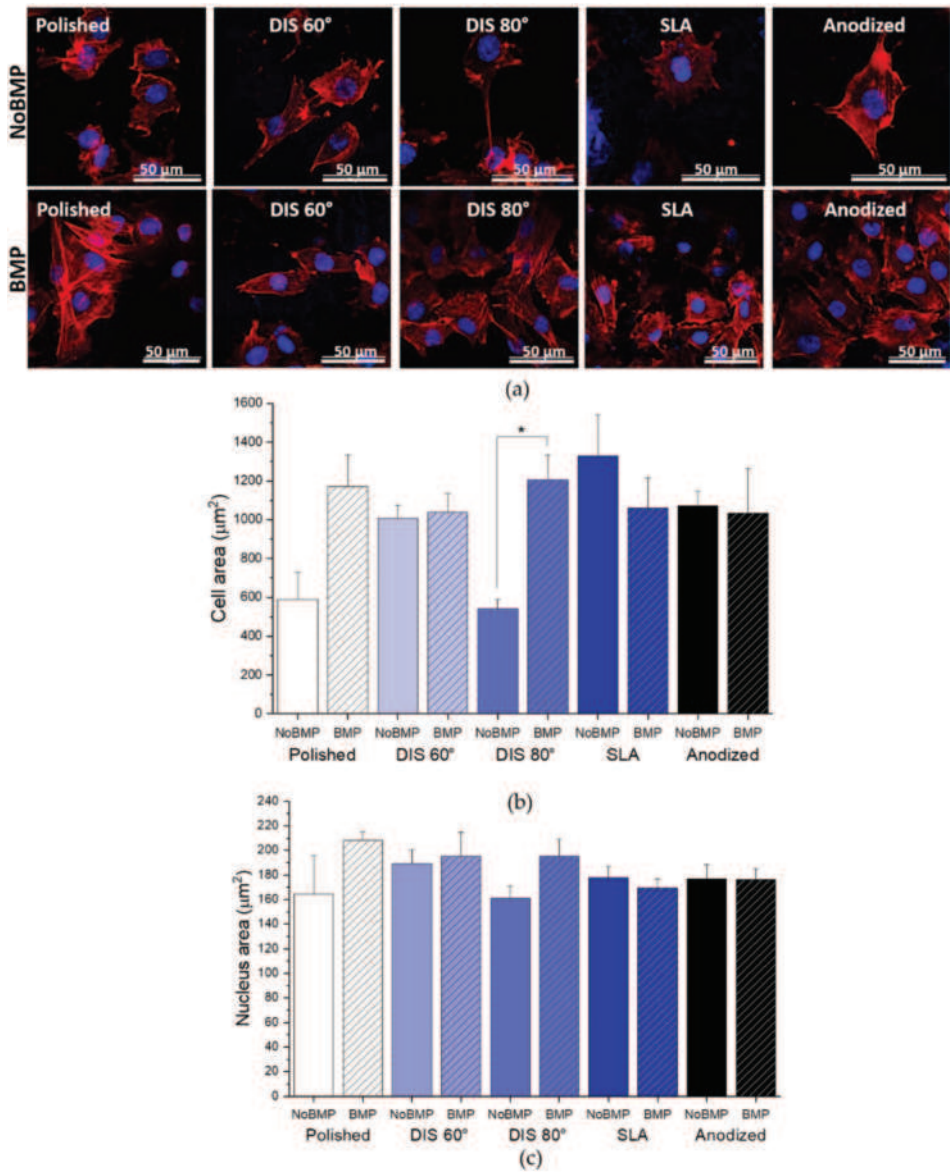 Polished DIS 60° DIS 80° SLA Anodized
NoBMP
50 µm 50 µm 50 µm 50 µm 50 µm
Polished DIS 60° DIS 80° SLA Anodized
BMP
50 µm 50 µm 50 µm 50 µm 50 µm
(a)
1600
1400
1200
1000
800
600
400
200
0
Cell area (µm²)
*
NoBMP BMP NoBMP BMP NoBMP BMP NoBMP BMP NoBMP BMP
Polished DIS 60° DIS 80° SLA Anodized
(b)
240
220
200
180
160
140
120
100
80
60
40
20
0
Nucleus area (µm²)
NoBMP BMP NoBMP BMP NoBMP BMP NoBMP BMP NoBMP BMP
Polished DIS 60° DIS 80° SLA Anodized
(c)